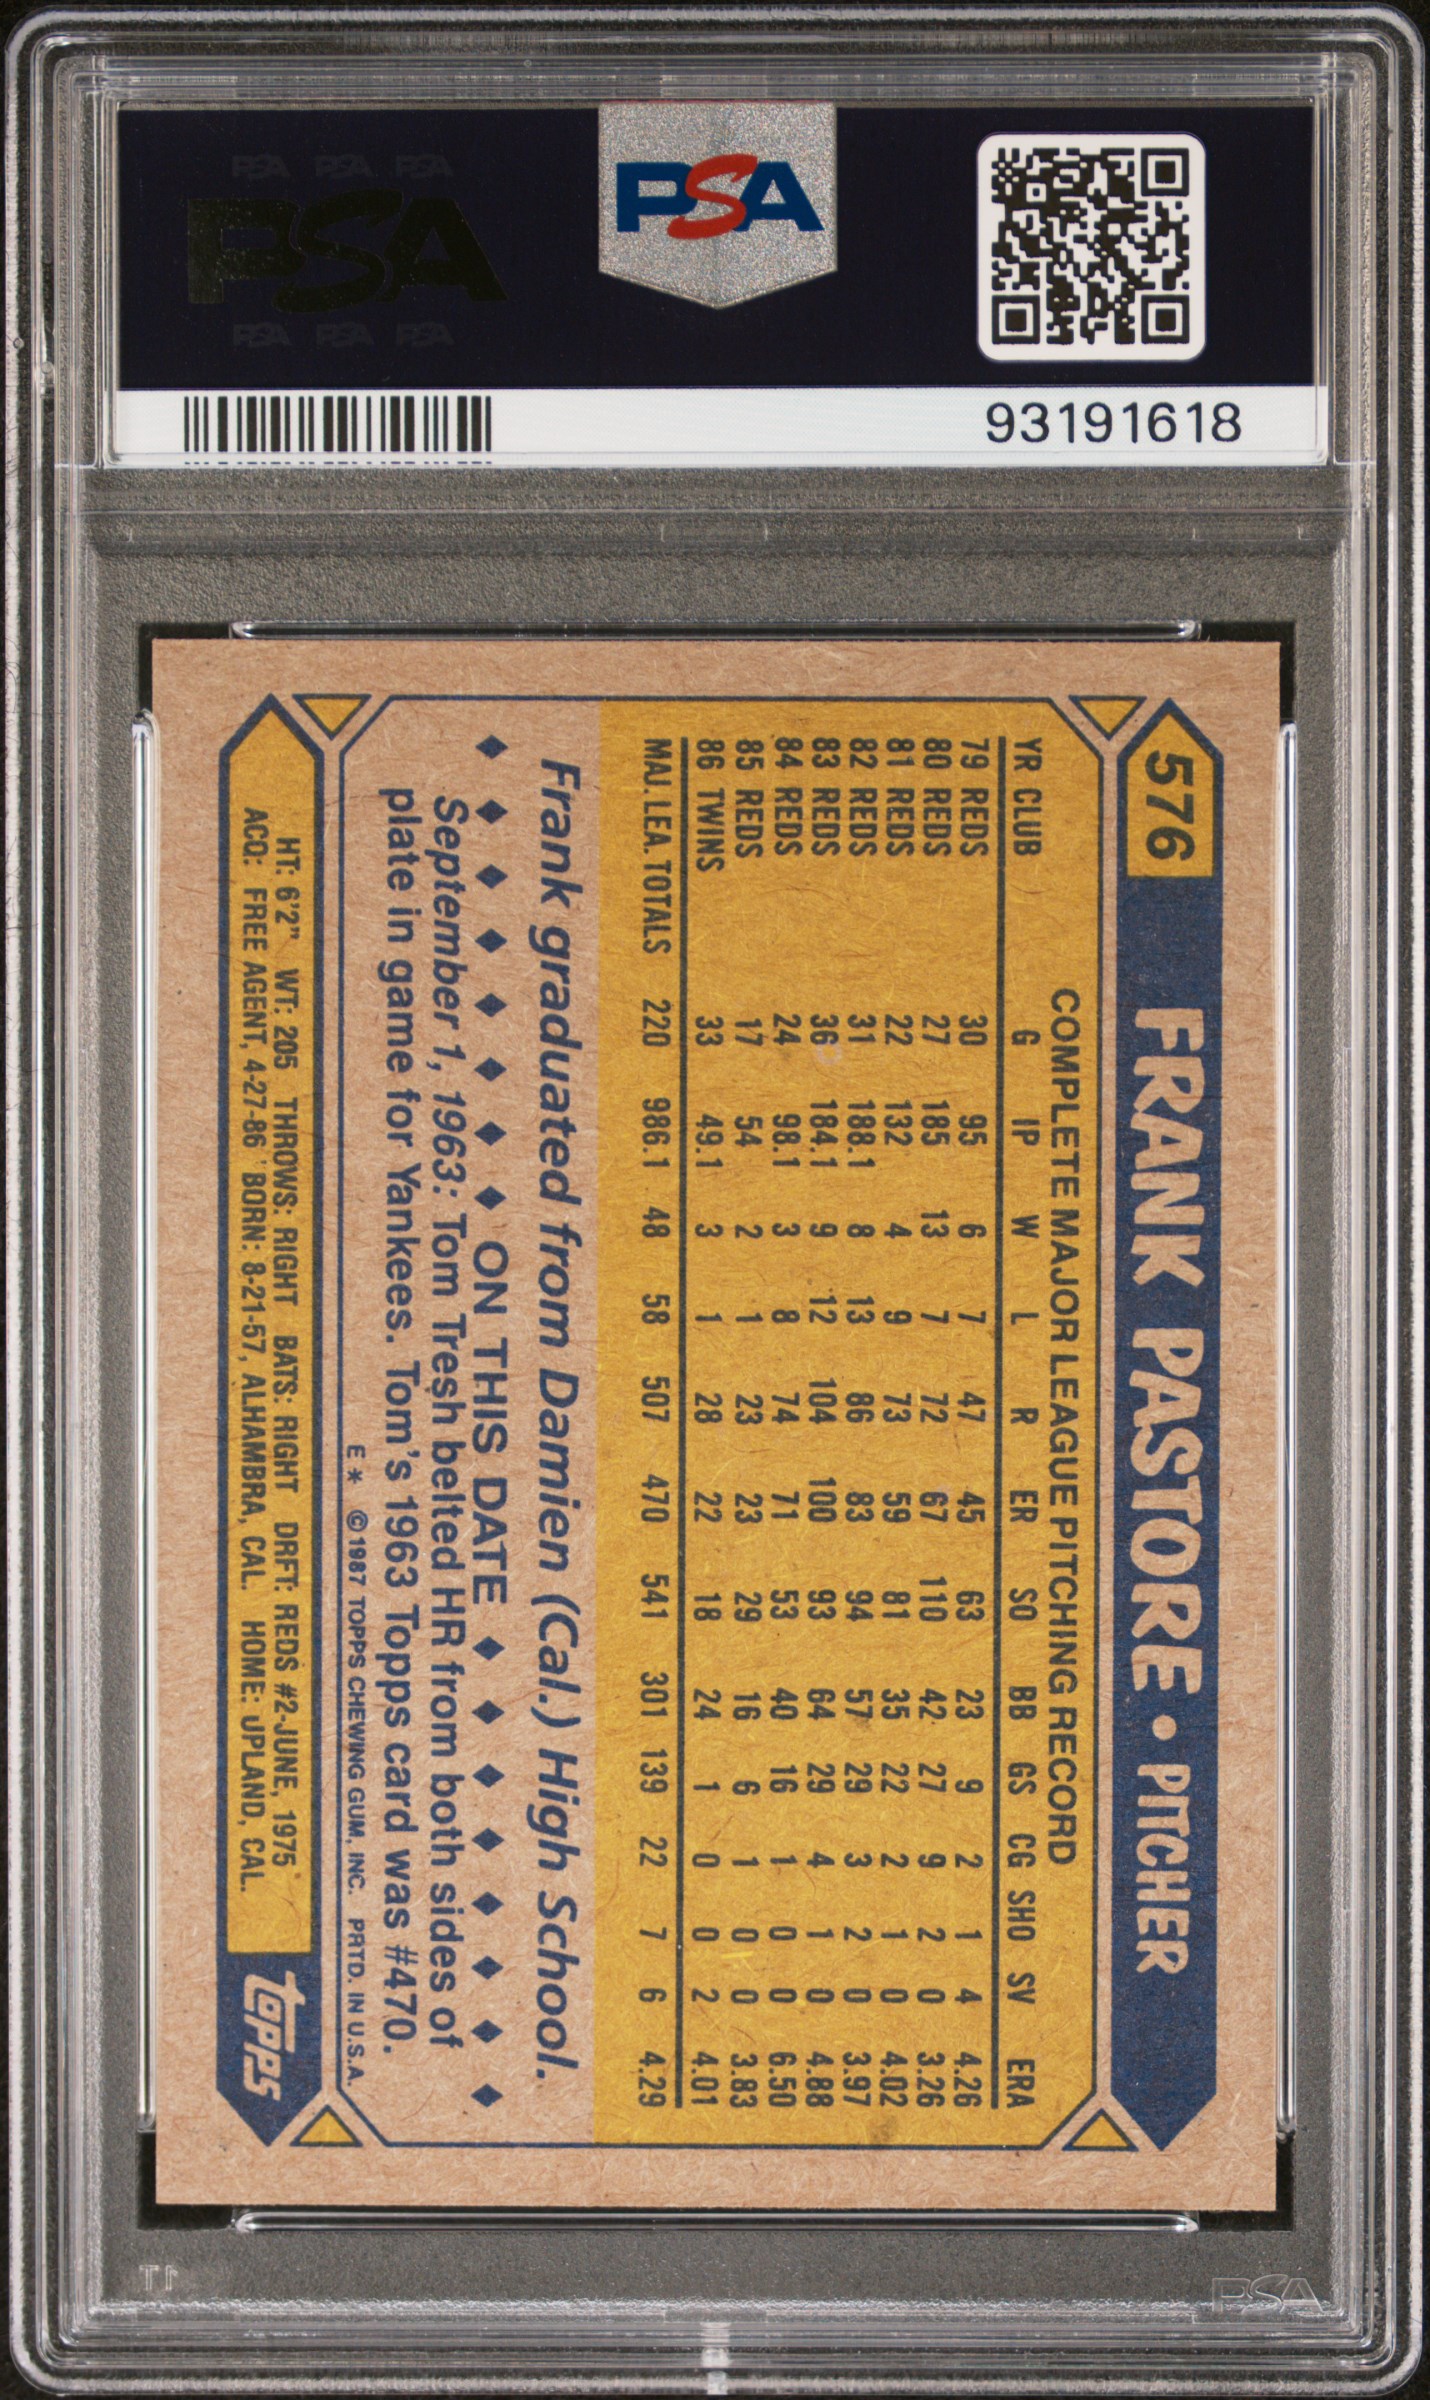 PSA PSA PSA
PSA
PSA PSA PSA
PSA
93191618
576 FRANK PASTORE • PITCHER
COMPLETE MAJOR LEAGUE PITCHING RECORD
YR CLUB G IP W L R ER SO BB GS CG SHO SV ERA
79 REDS 30 95 6 7 47 45 63 23 9 2 1 4 4.26
80 REDS 27 185 13 7 72 67 110 42 27 9 2 0 3.26
81 REDS 22 132 4 9 73 59 81 35 22 2 1 0 4.02
82 REDS 31 188.1 8 13 86 83 94 57 29 3 2 0 3.97
83 REDS 36 184.1 9 12 104 100 93 64 29 4 1 0 4.88
84 REDS 24 98.1 3 8 74 71 53 40 16 1 0 0 6.50
85 REDS 17 54 2 1 23 23 29 16 6 1 0 0 3.83
86 TWINS 33 49.1 3 1 28 22 18 24 1 0 0 2 4.01
MAJ. LEA. TOTALS 220 986.1 48 58 507 470 541 301 139 22 7 6 4.29
Frank graduated from Damien (Cal.) High School.
◆ ◆ ◆ ◆ ◆ ◆ ◆ ◆ ON THIS DATE ◆ ◆ ◆ ◆ ◆ ◆ ◆ ◆
September 1, 1963: Tom Tresh belted HR from both sides of
plate in game for Yankees. Tom's 1963 Topps card was #470.
E * © 1987 TOPPS CHEWING GUM, INC. PRTD. IN U.S.A.
HT: 6'2" WT: 205 THROWS: RIGHT BATS: RIGHT DRFT: REDS #2-JUNE, 1975
ACQ: FREE AGENT, 4-27-86 BORN: 8-21-57, ALHAMBRA, CAL. HOME: UPLAND, CAL.
topps
PSA